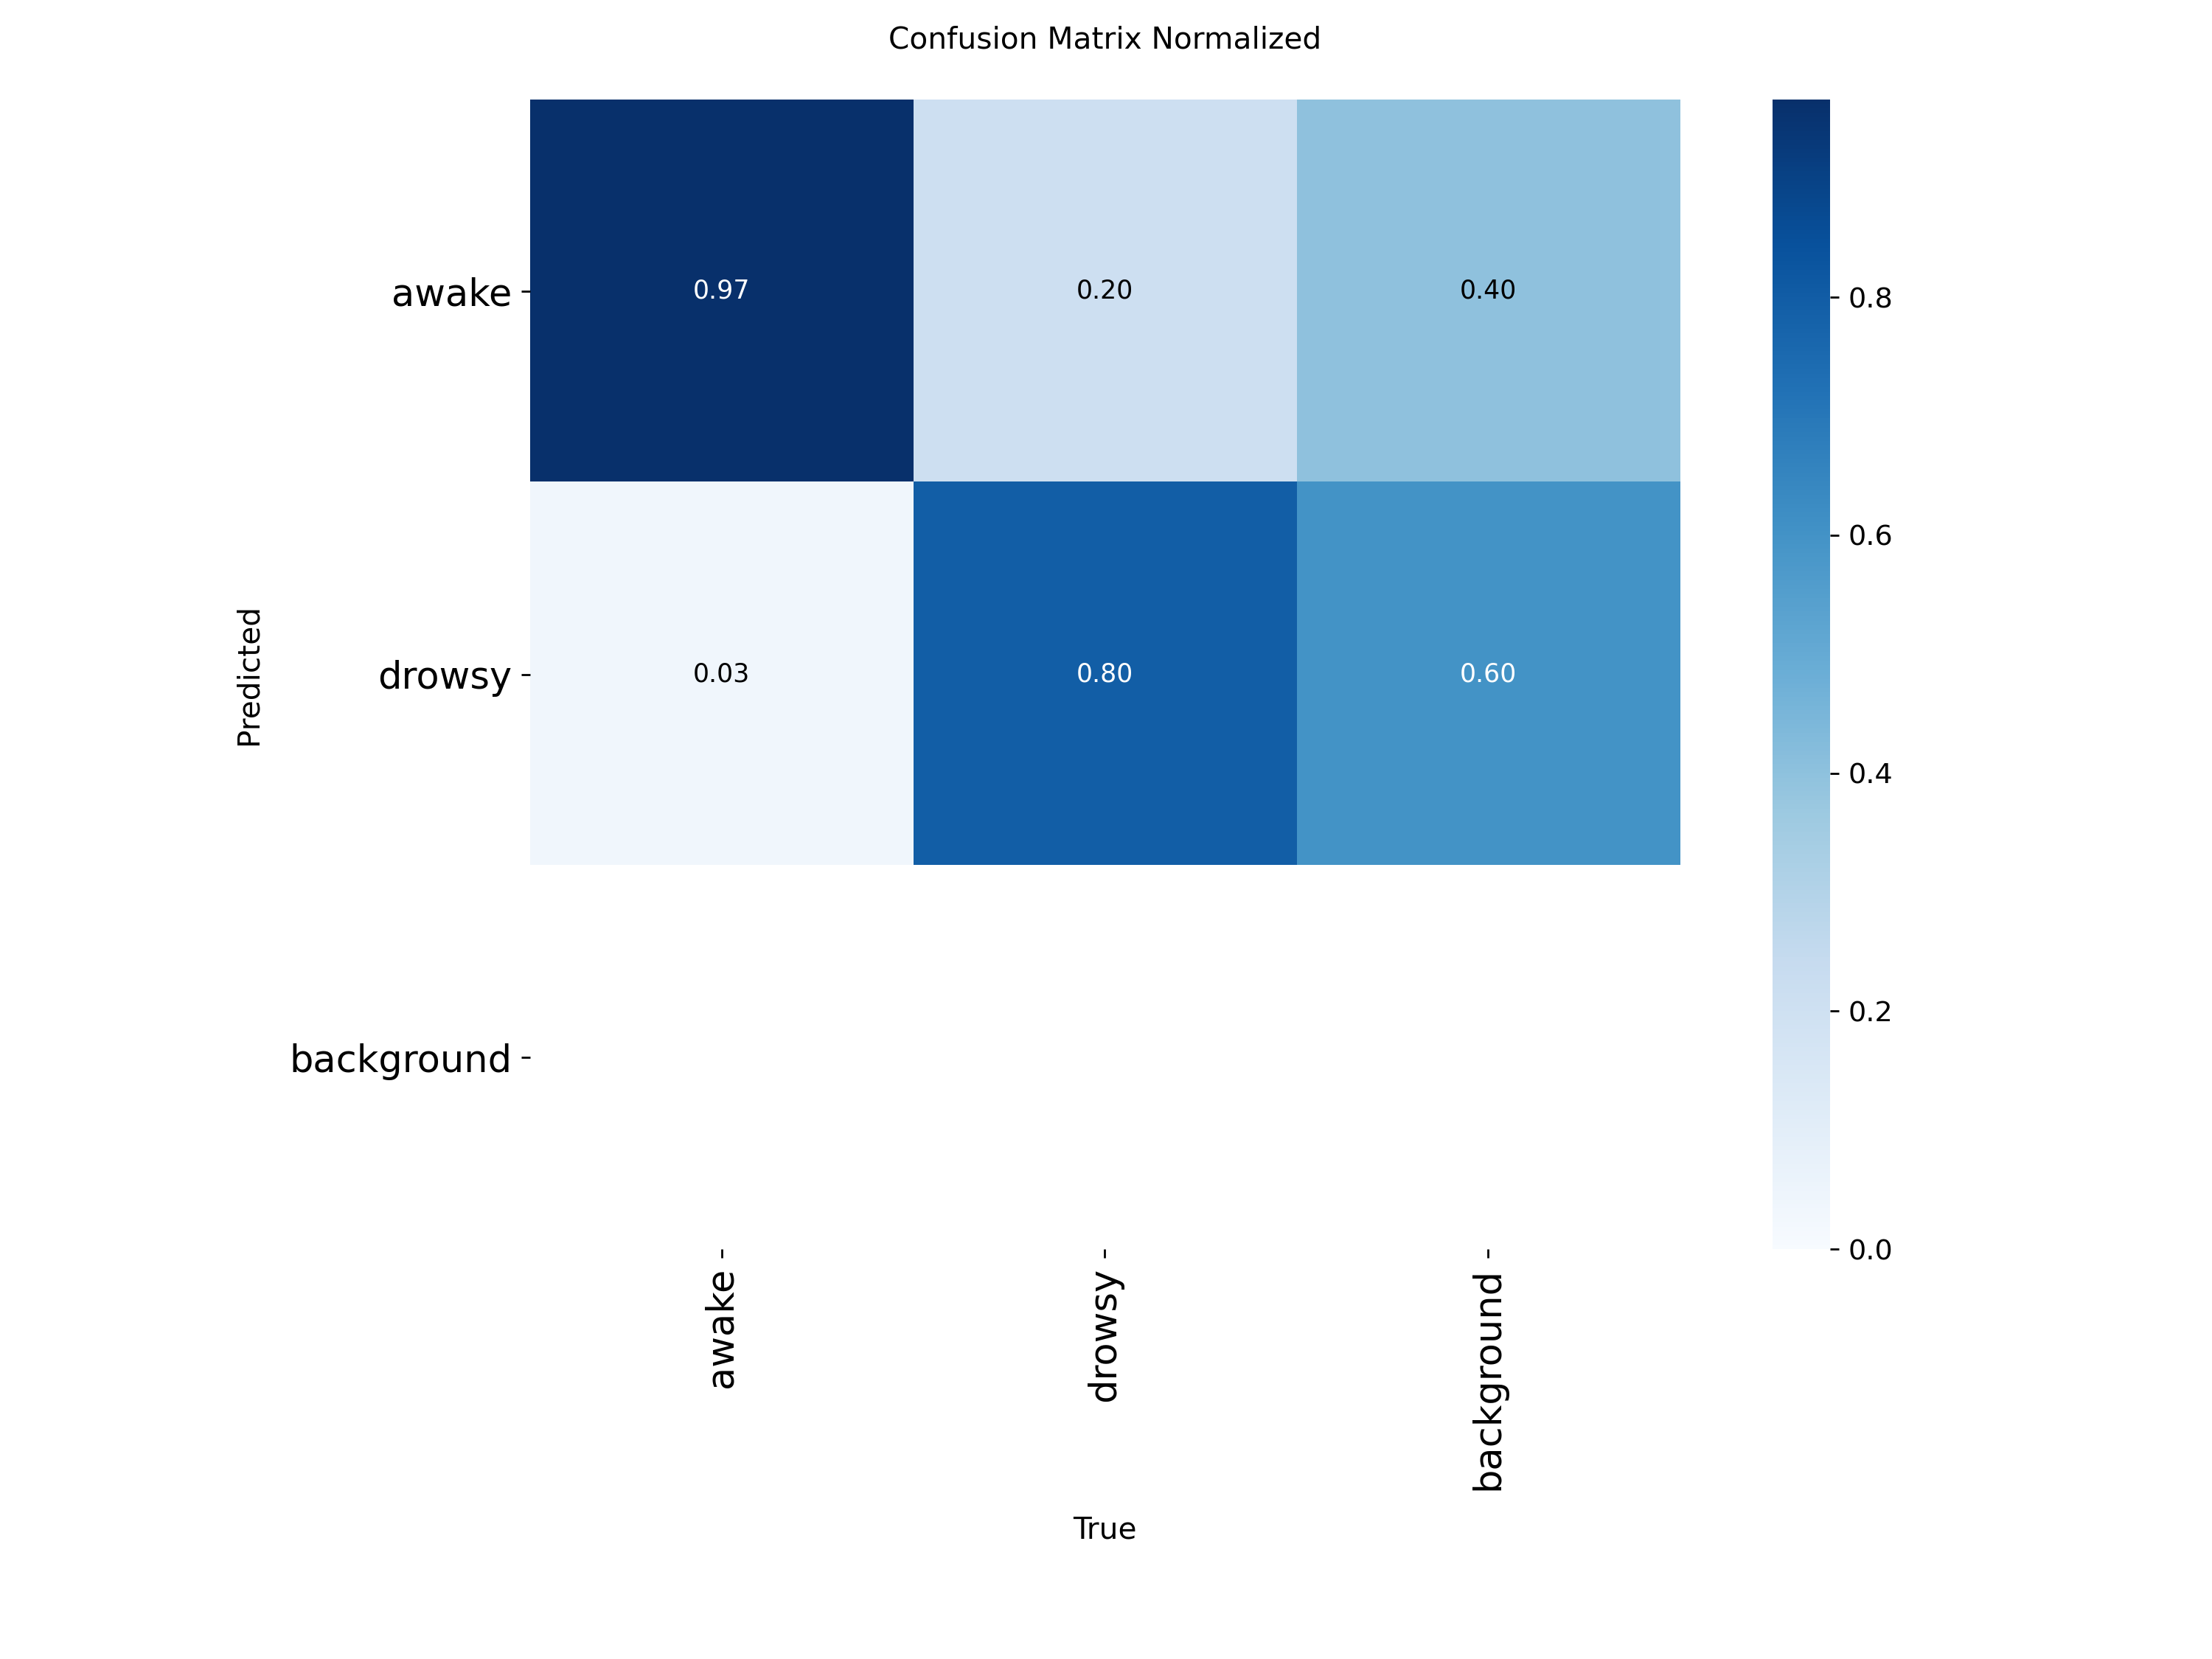 Confusion Matrix Normalized
awake
0.97
0.20
0.40
drowsy
0.03
0.80
0.60
background
Predicted
awake
drowsy
background
True
0.8
0.6
0.4
0.2
0.0